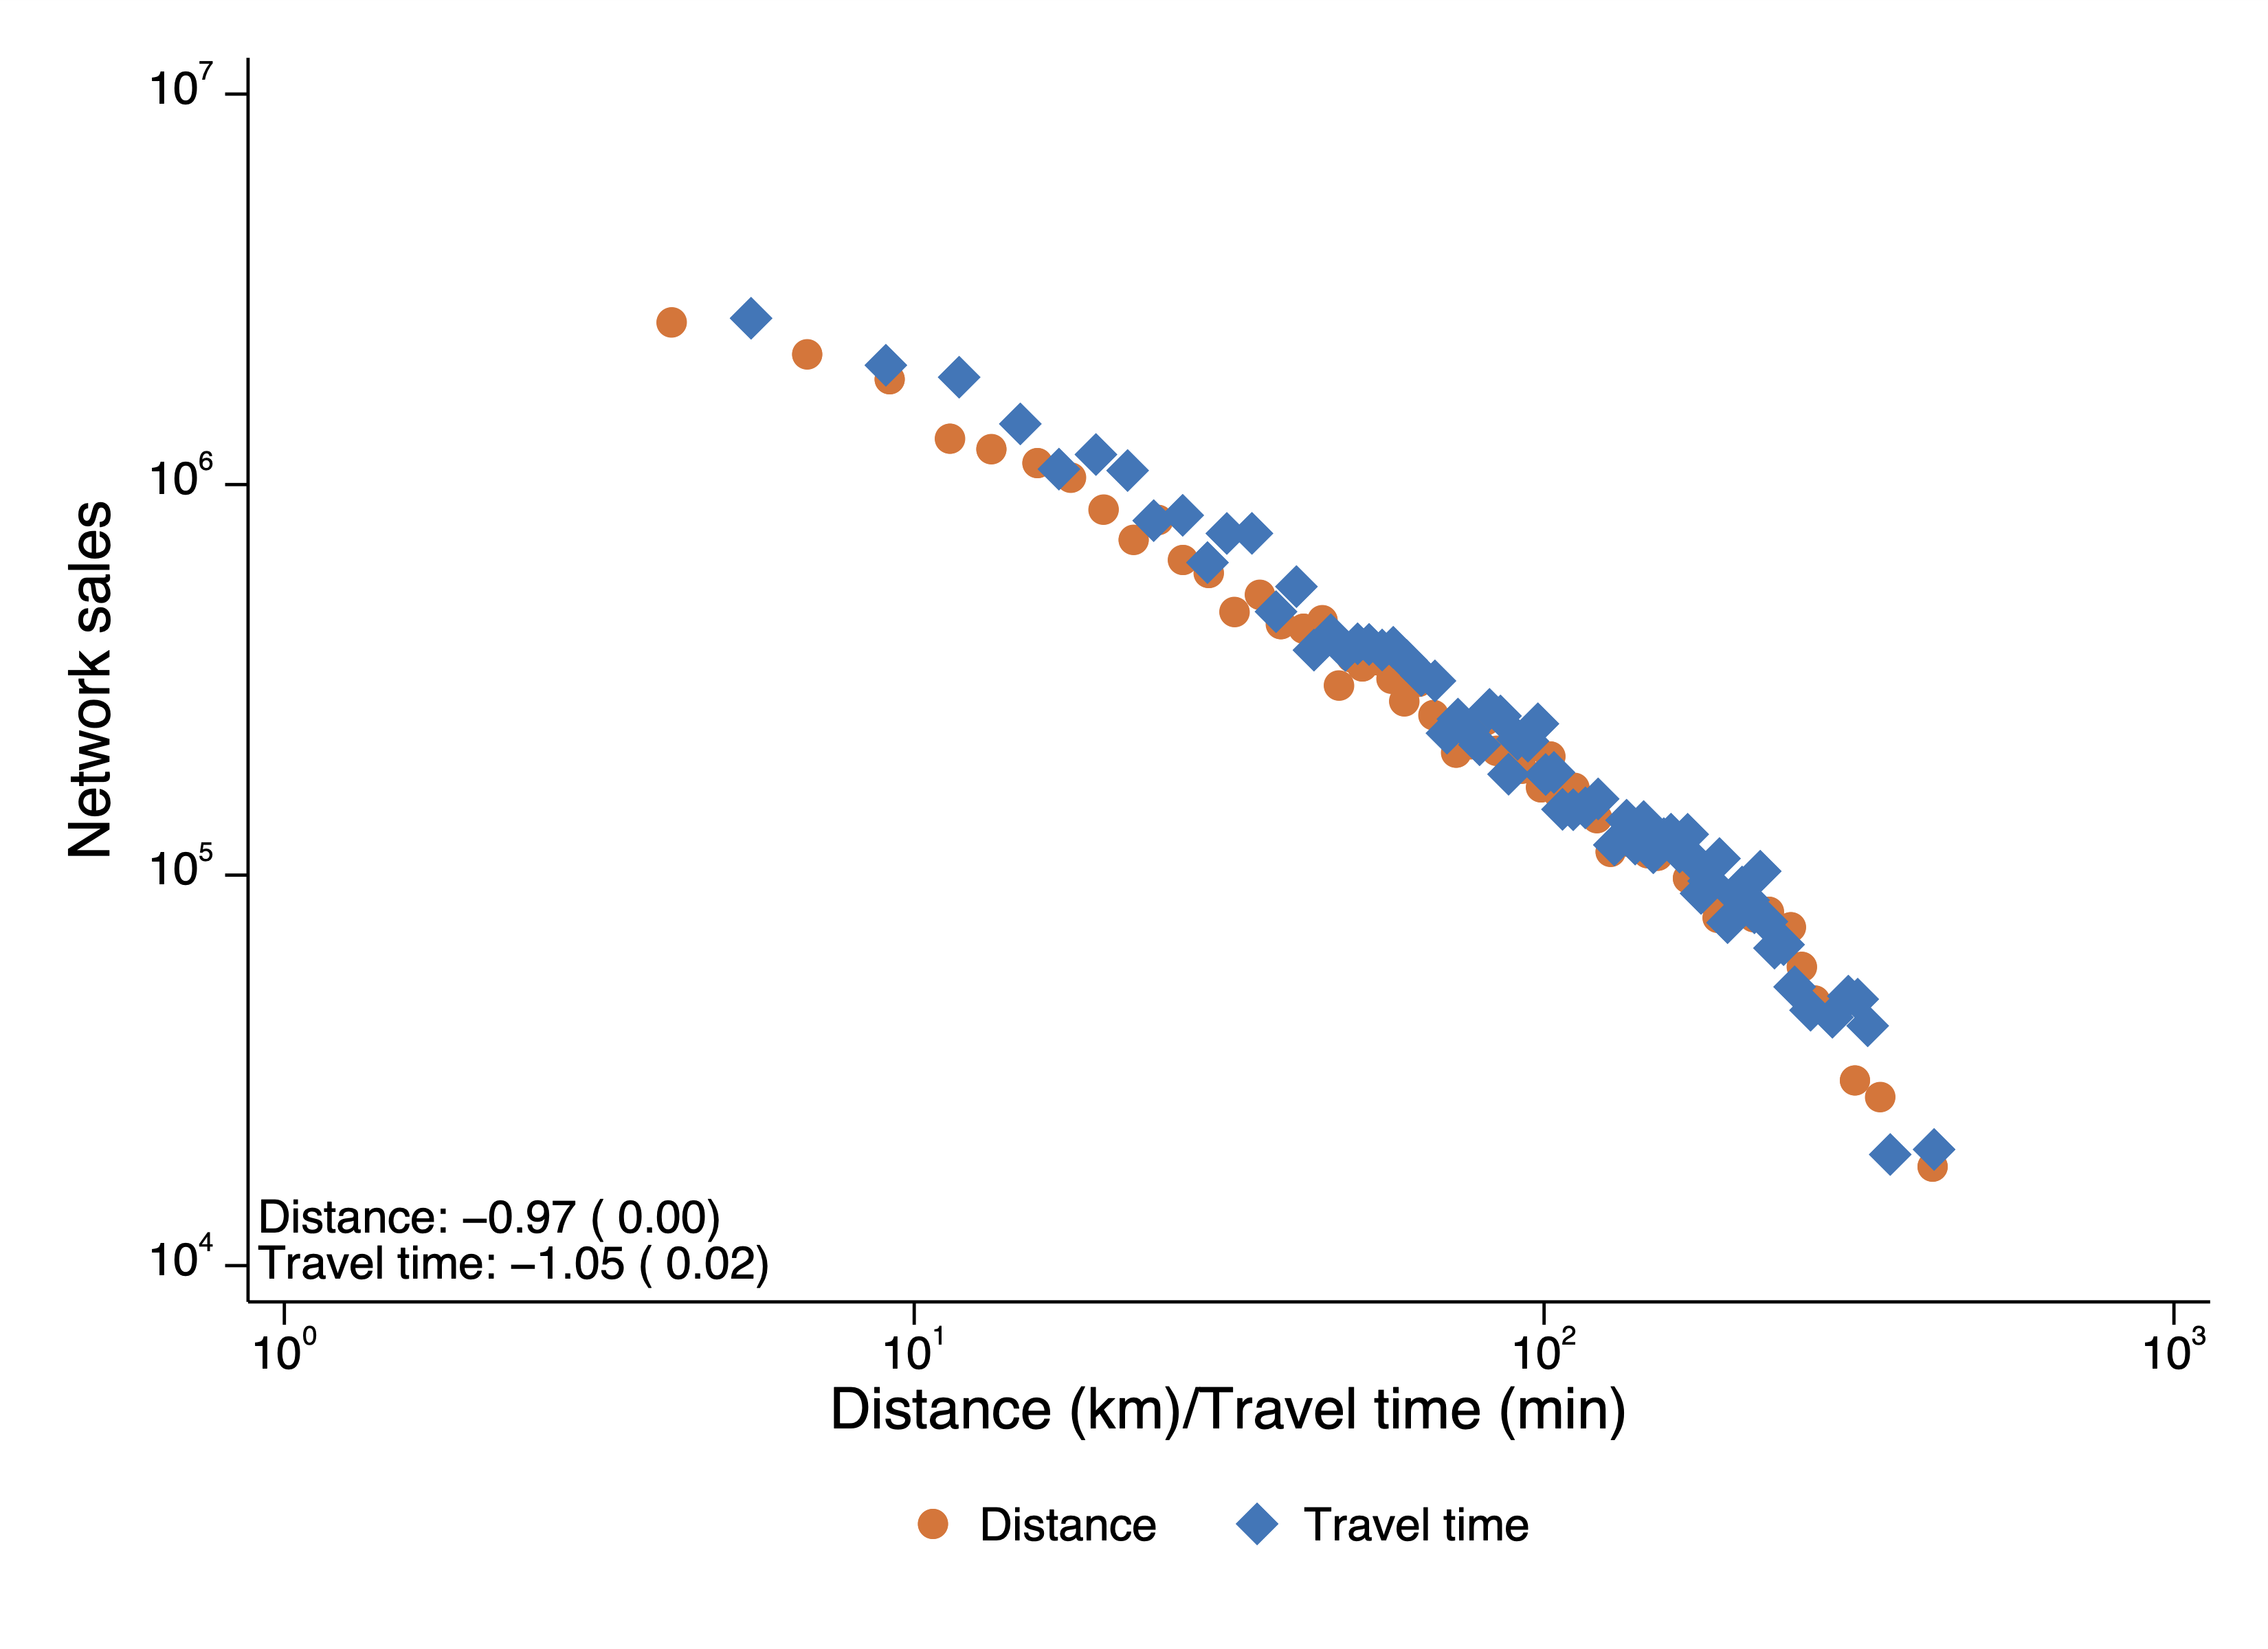 Network sales
10⁷
10⁶
10⁵
10⁴
Distance: −0.97 ( 0.00)
Travel time: −1.05 ( 0.02)
10⁰ 10¹ 10² 10³
Distance (km)/Travel time (min)
Distance Travel time